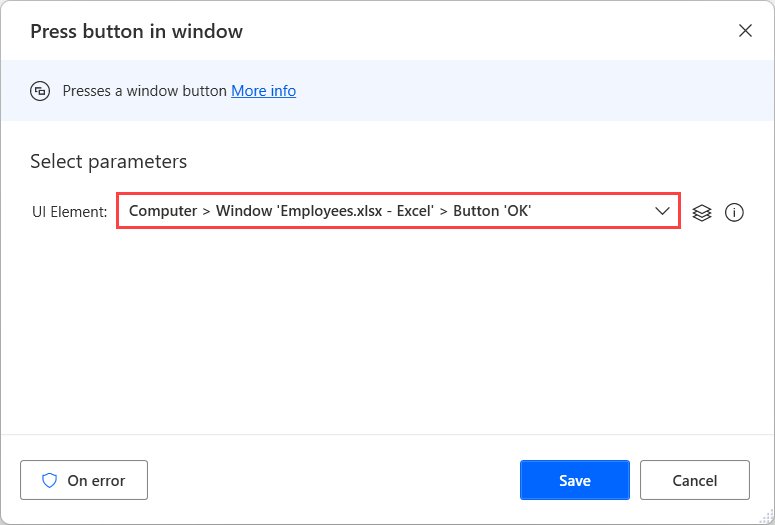 Press button in window
Presses a window button More info
Select parameters
UI Element: Computer > Window 'Employees.xlsx - Excel' > Button 'OK'
On error Save Cancel